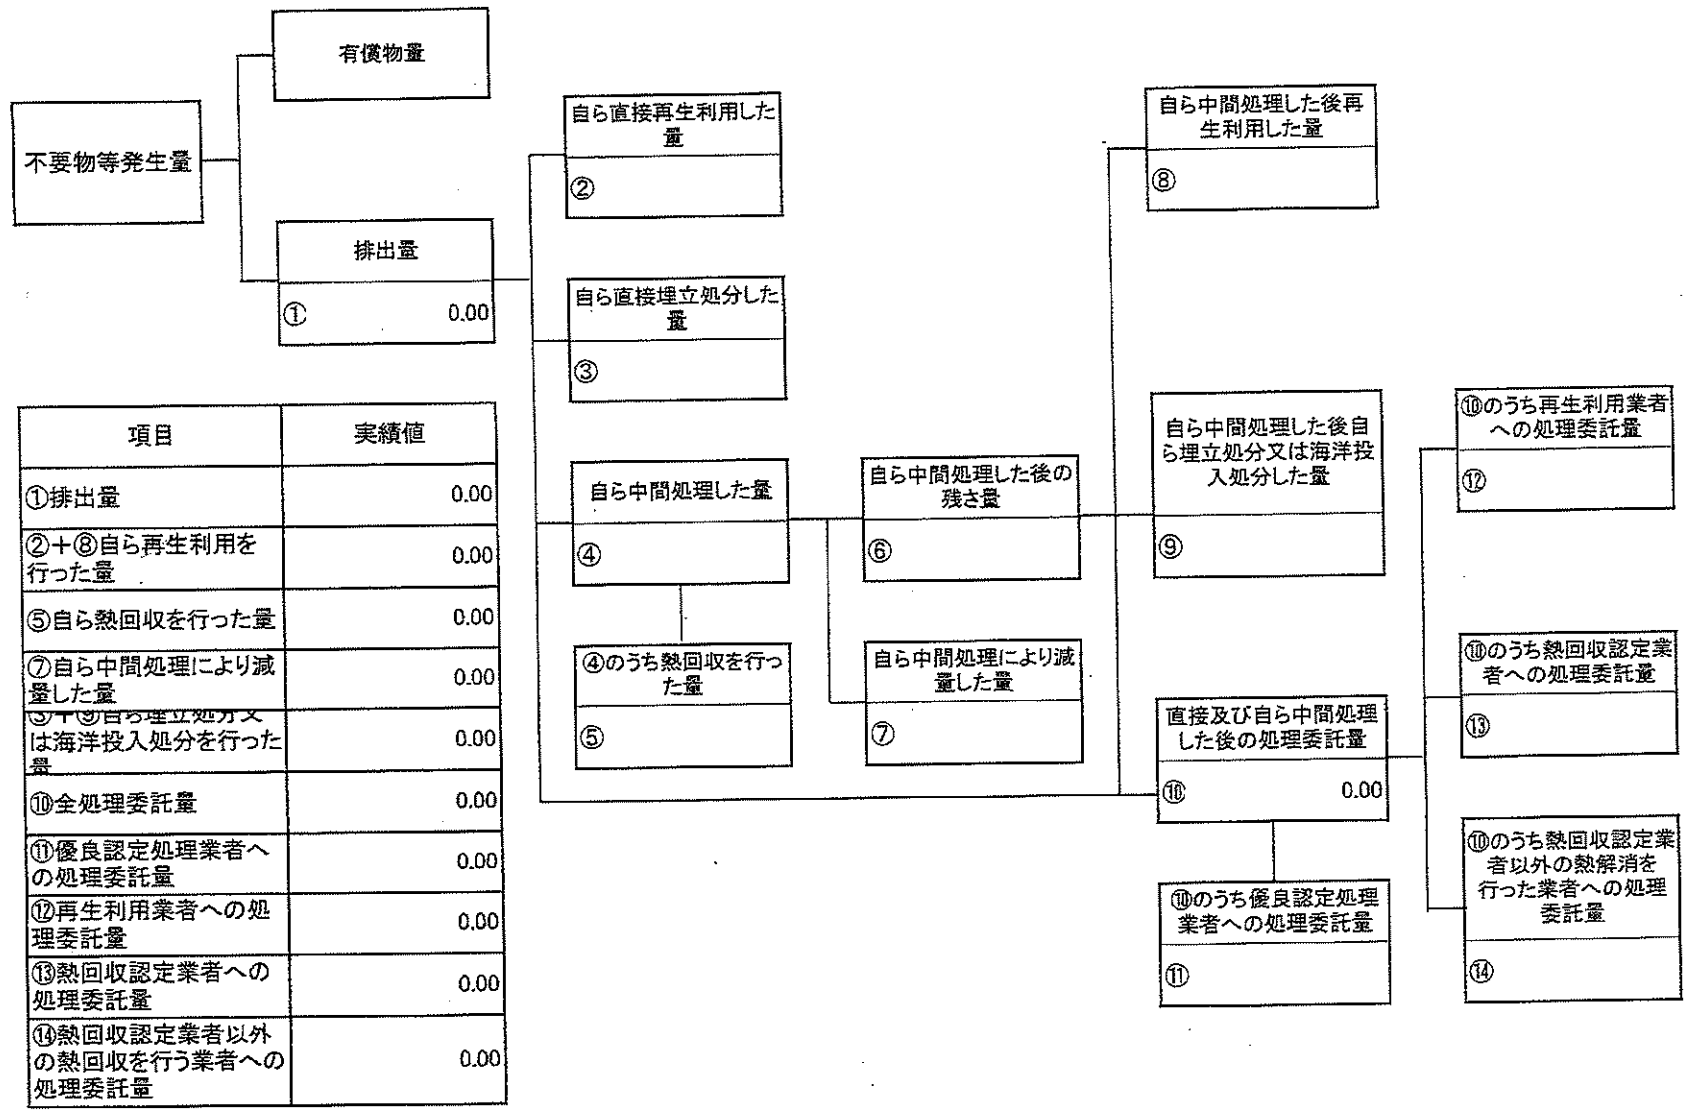 有償物量
不要物等発生量
排出量
① 0.00
自ら直接再生利用した
量
②
自ら直接埋立処分した
量
③
自ら中間処理した量
④
④のうち熱回収を行っ
た量
⑤
自ら中間処理した後の
残さ量
⑥
自ら中間処理により減
量した量
⑦
自ら中間処理した後再
生利用した量
⑧
自ら中間処理した後自
ら埋立処分又は海洋投
入処分した量
⑨
直接及び自ら中間処理
した後の処理委託量
⑩ 0.00
⑩のうち優良認定処理
業者への処理委託量
⑪
⑩のうち再生利用業者
への処理委託量
⑫
⑩のうち熱回収認定業
者への処理委託量
⑬
⑩のうち熱回収認定業
者以外の熱解消を
行った業者への処理
委託量
⑭
項目 実績値
①排出量 0.00
②+⑧自ら再生利用を
行った量 0.00
⑤自ら熱回収を行った量 0.00
⑦自ら中間処理により減
量した量 0.00
③+⑨自ら埋立処分又
は海洋投入処分を行った
量 0.00
⑩全処理委託量 0.00
⑪優良認定処理業者へ
の処理委託量 0.00
⑫再生利用業者への処
理委託量 0.00
⑬熱回収認定業者への
処理委託量 0.00
⑭熱回収認定業者以外
の熱回収を行う業者への
処理委託量 0.00